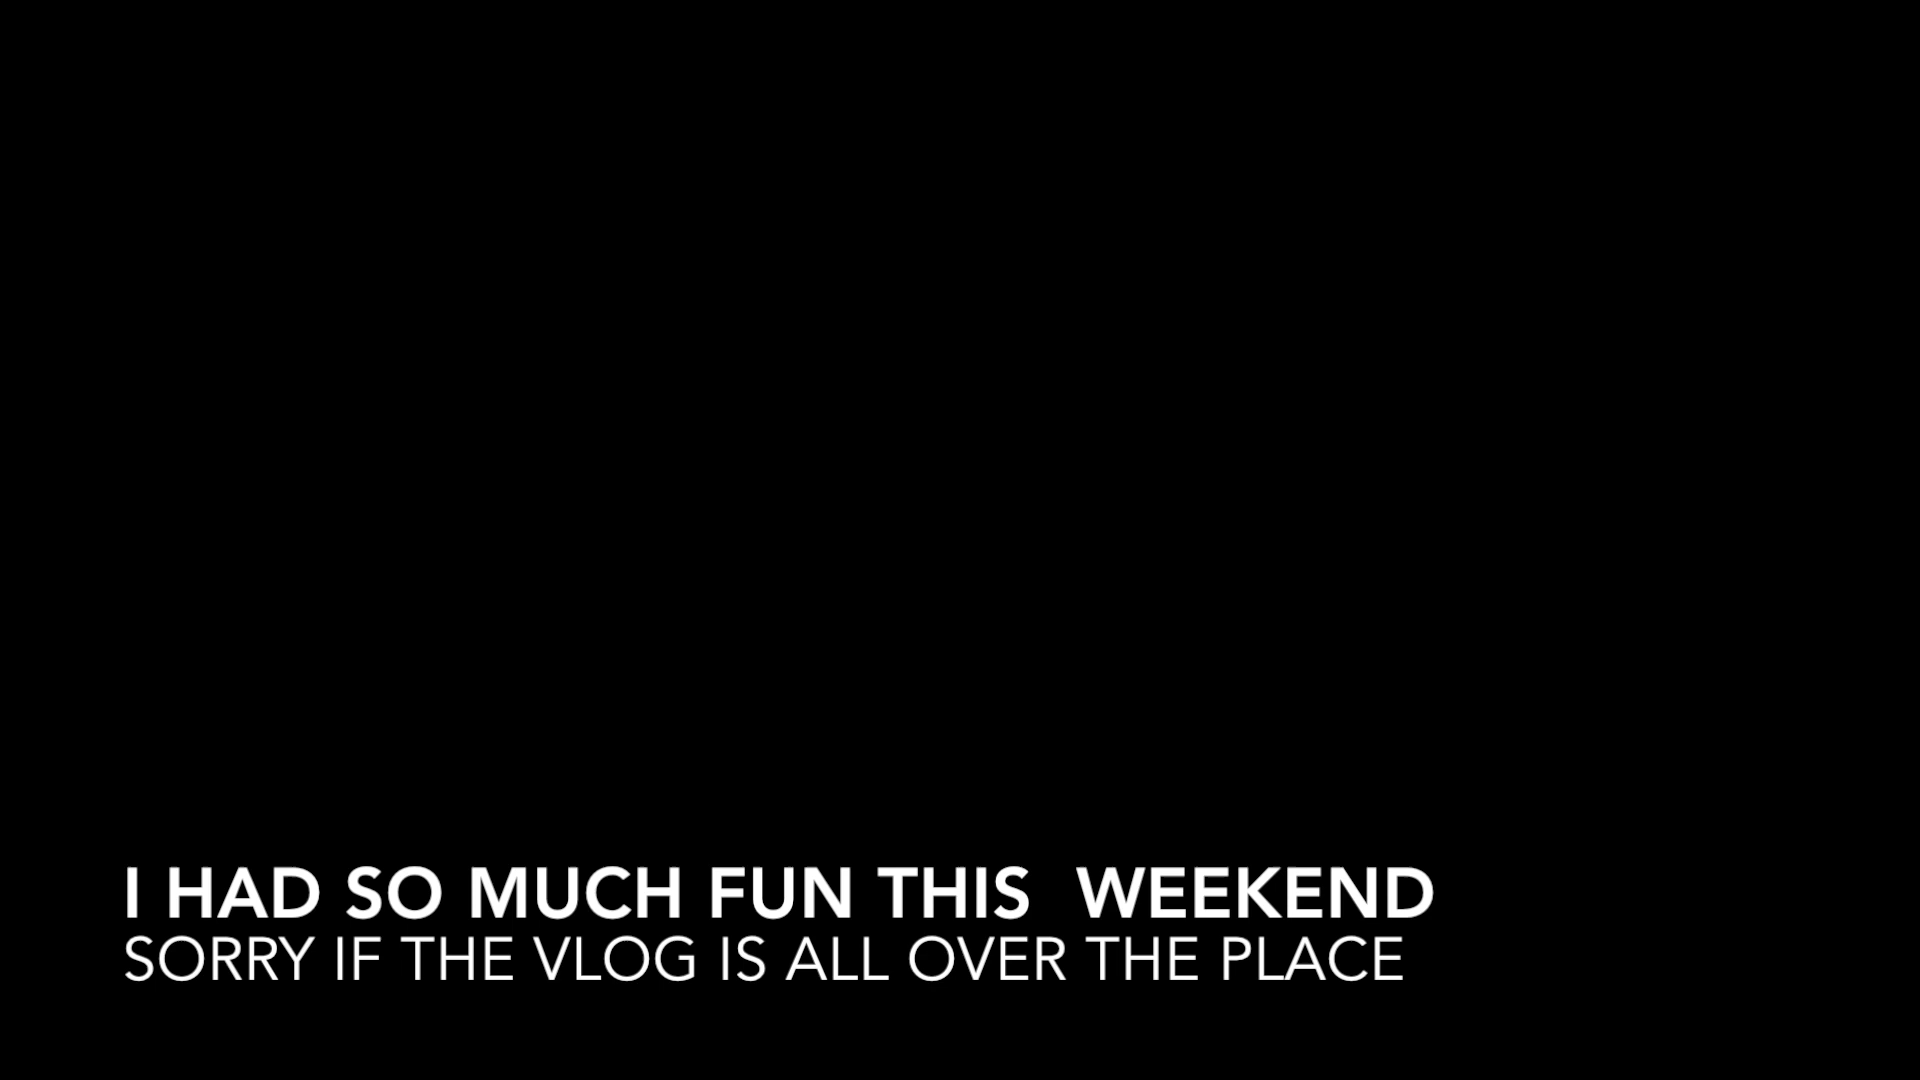 I HAD SO MUCH FUN THIS  WEEKEND
SORRY IF THE VLOG IS ALL OVER THE PLACE